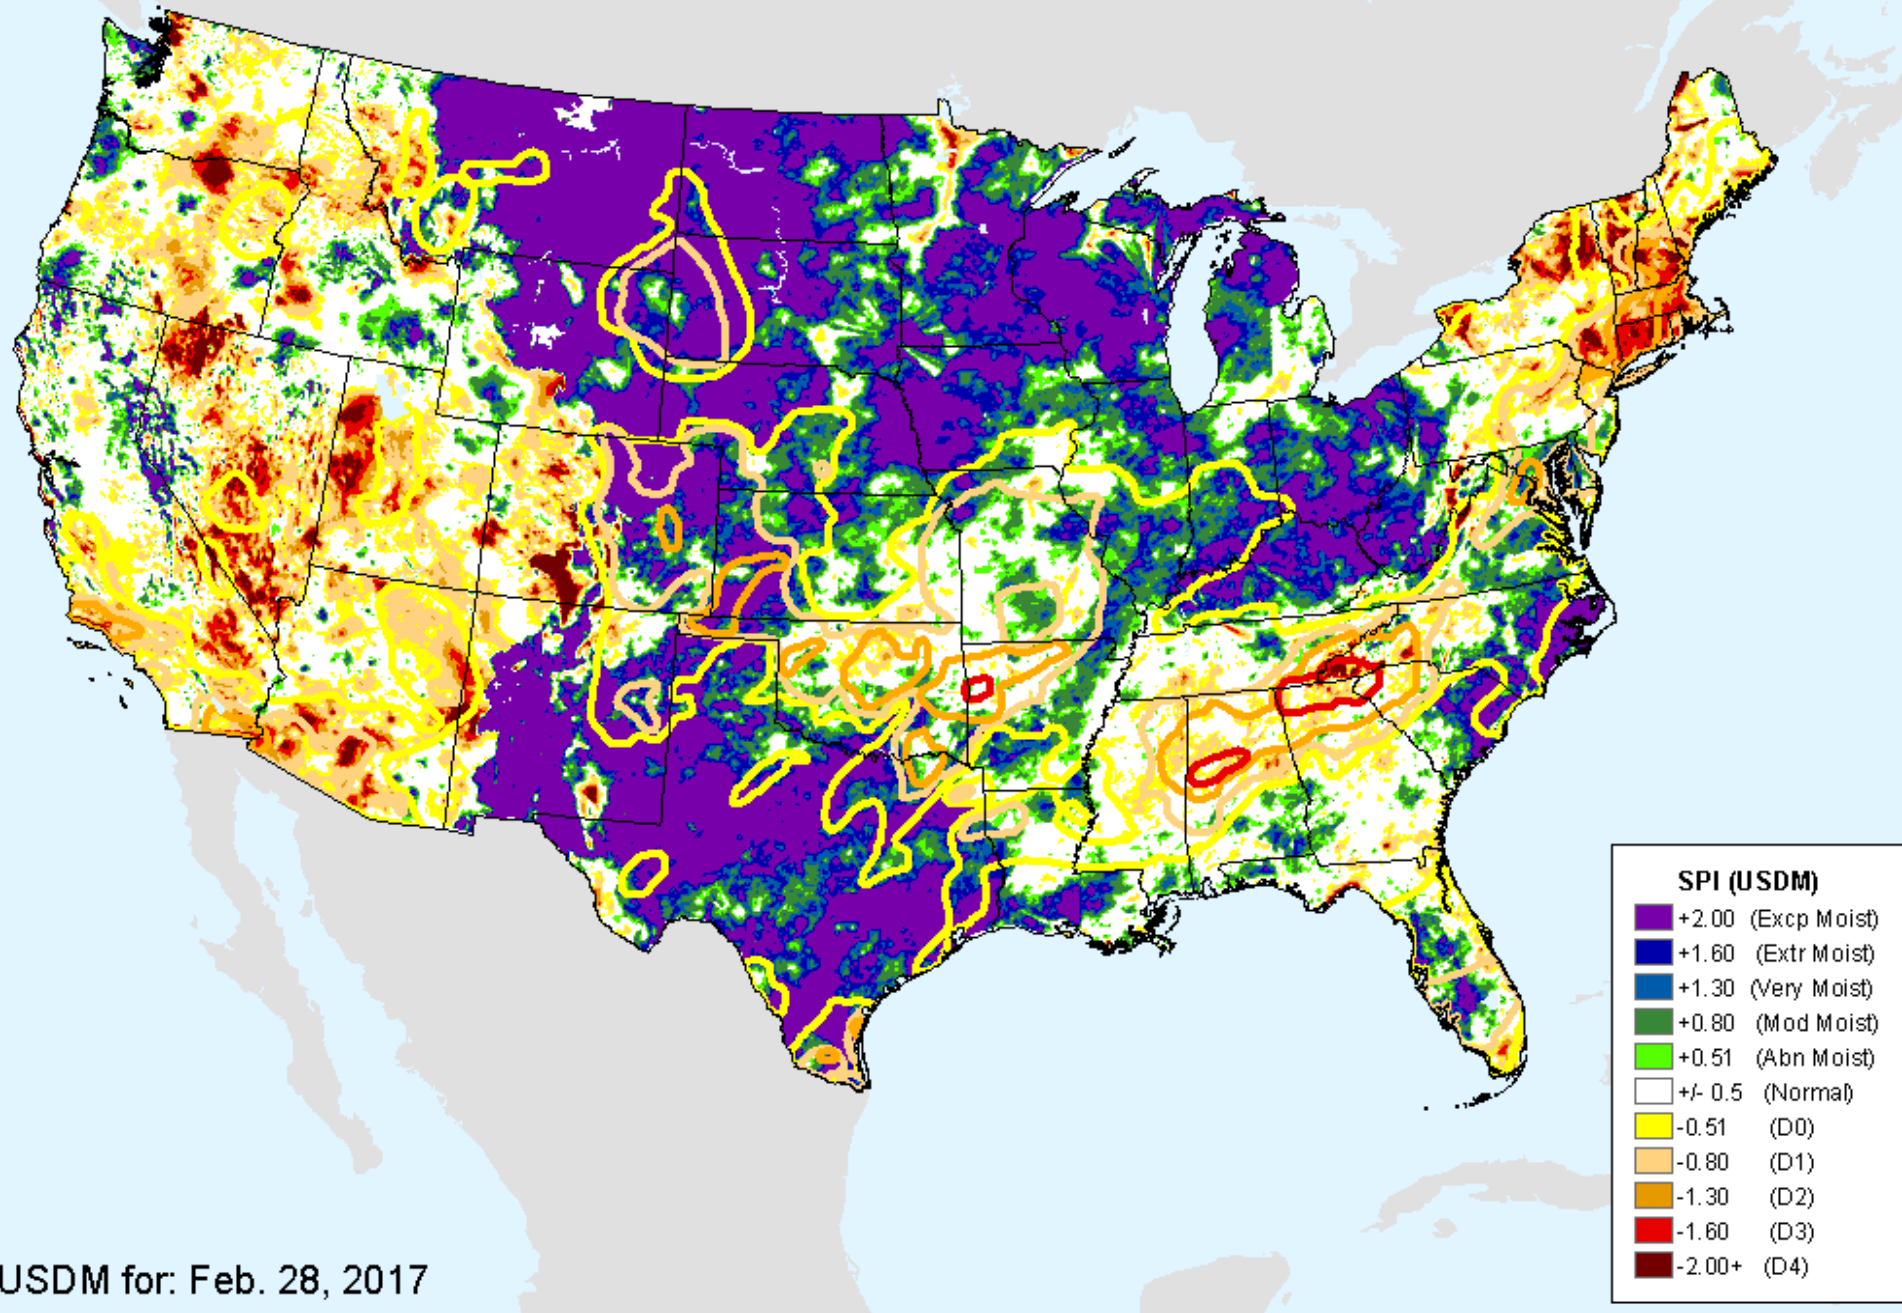 SPI (USDM)
+2.00 (Excp Moist)
+1.60 (Extr Moist)
+1.30 (Very Moist)
+0.80 (Mod Moist)
+0.51 (Abn Moist)
+/- 0.5 (Normal)
-0.51 (D0)
-0.80 (D1)
-1.30 (D2)
-1.60 (D3)
-2.00+ (D4)
USDM for: Feb. 28, 2017